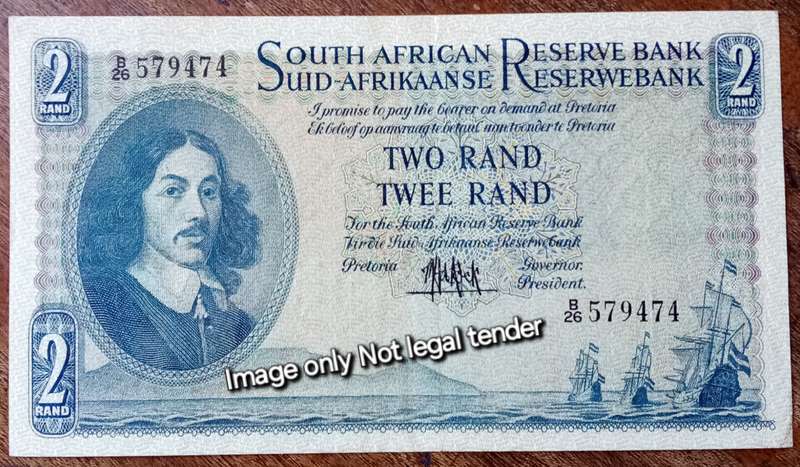 2
RAND
B/26 579474
SOUTH AFRICAN RESERVE BANK
SUID-AFRIKAANSE RESERWEBANK
2
RAND
I promise to pay the bearer on demand at Pretoria
Ek beloof op aanvraag te betaal aan toonder te Pretoria
TWO RAND
TWEE RAND
For the South African Reserve Bank
Vir die Suid-Afrikaanse Reserwebank
Pretoria
Governor.
President.
B/26 579474
Image only Not legal tender
2
RAND